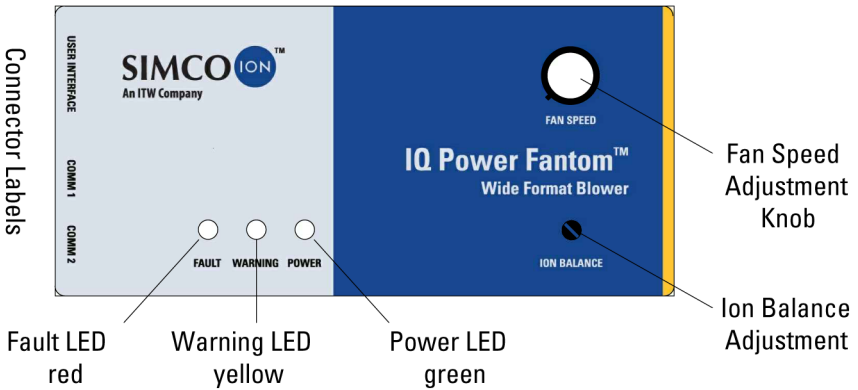 Connector Labels
USER INTERFACE
COMM 1
COMM 2
SIMCO ION™
An ITW Company
FAULT WARNING POWER
FAN SPEED
IQ Power Fantom™
Wide Format Blower
ION BALANCE
Fan Speed
Adjustment
Knob
Ion Balance
Adjustment
Fault LED
red
Warning LED
yellow
Power LED
green